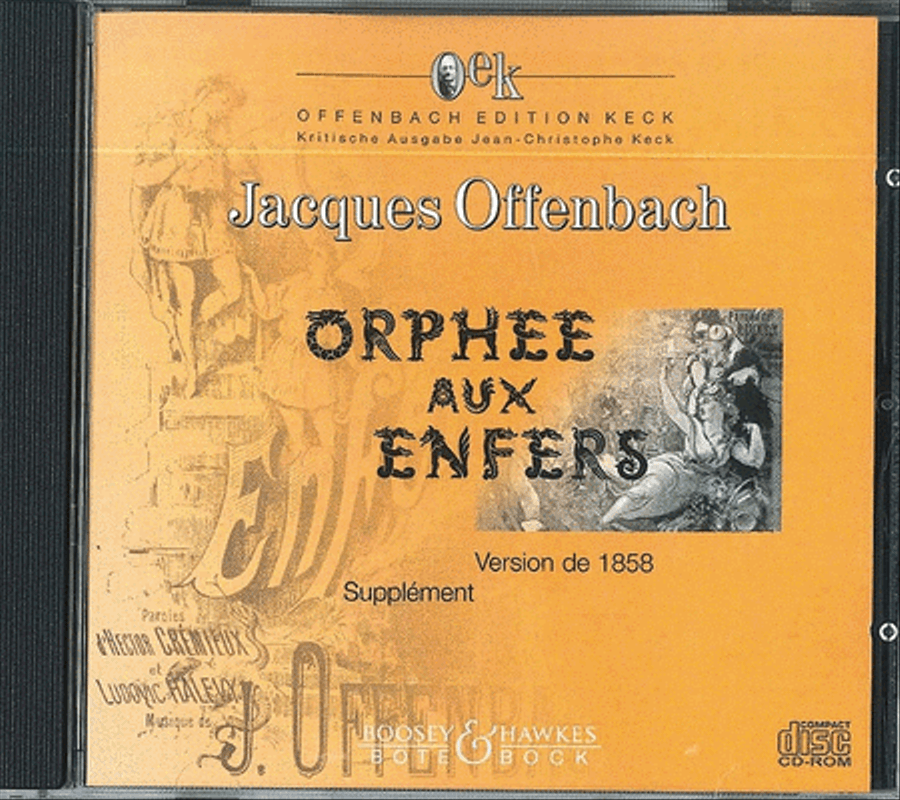 Oek
OFFENBACH EDITION KECK
Kritische Ausgabe Jean-Christophe Keck
Jacques Offenbach
ORPHEE
AUX
ENFERS
Version de 1858
Supplément
Paroles
d'HECTOR CRÉMIEUX
et
LUDOVIC HALÉVY
Musique de
J. OFFENBA
BOOSEY & HAWKES
BOTE BOCK
COMPACT
disc
CD-ROM